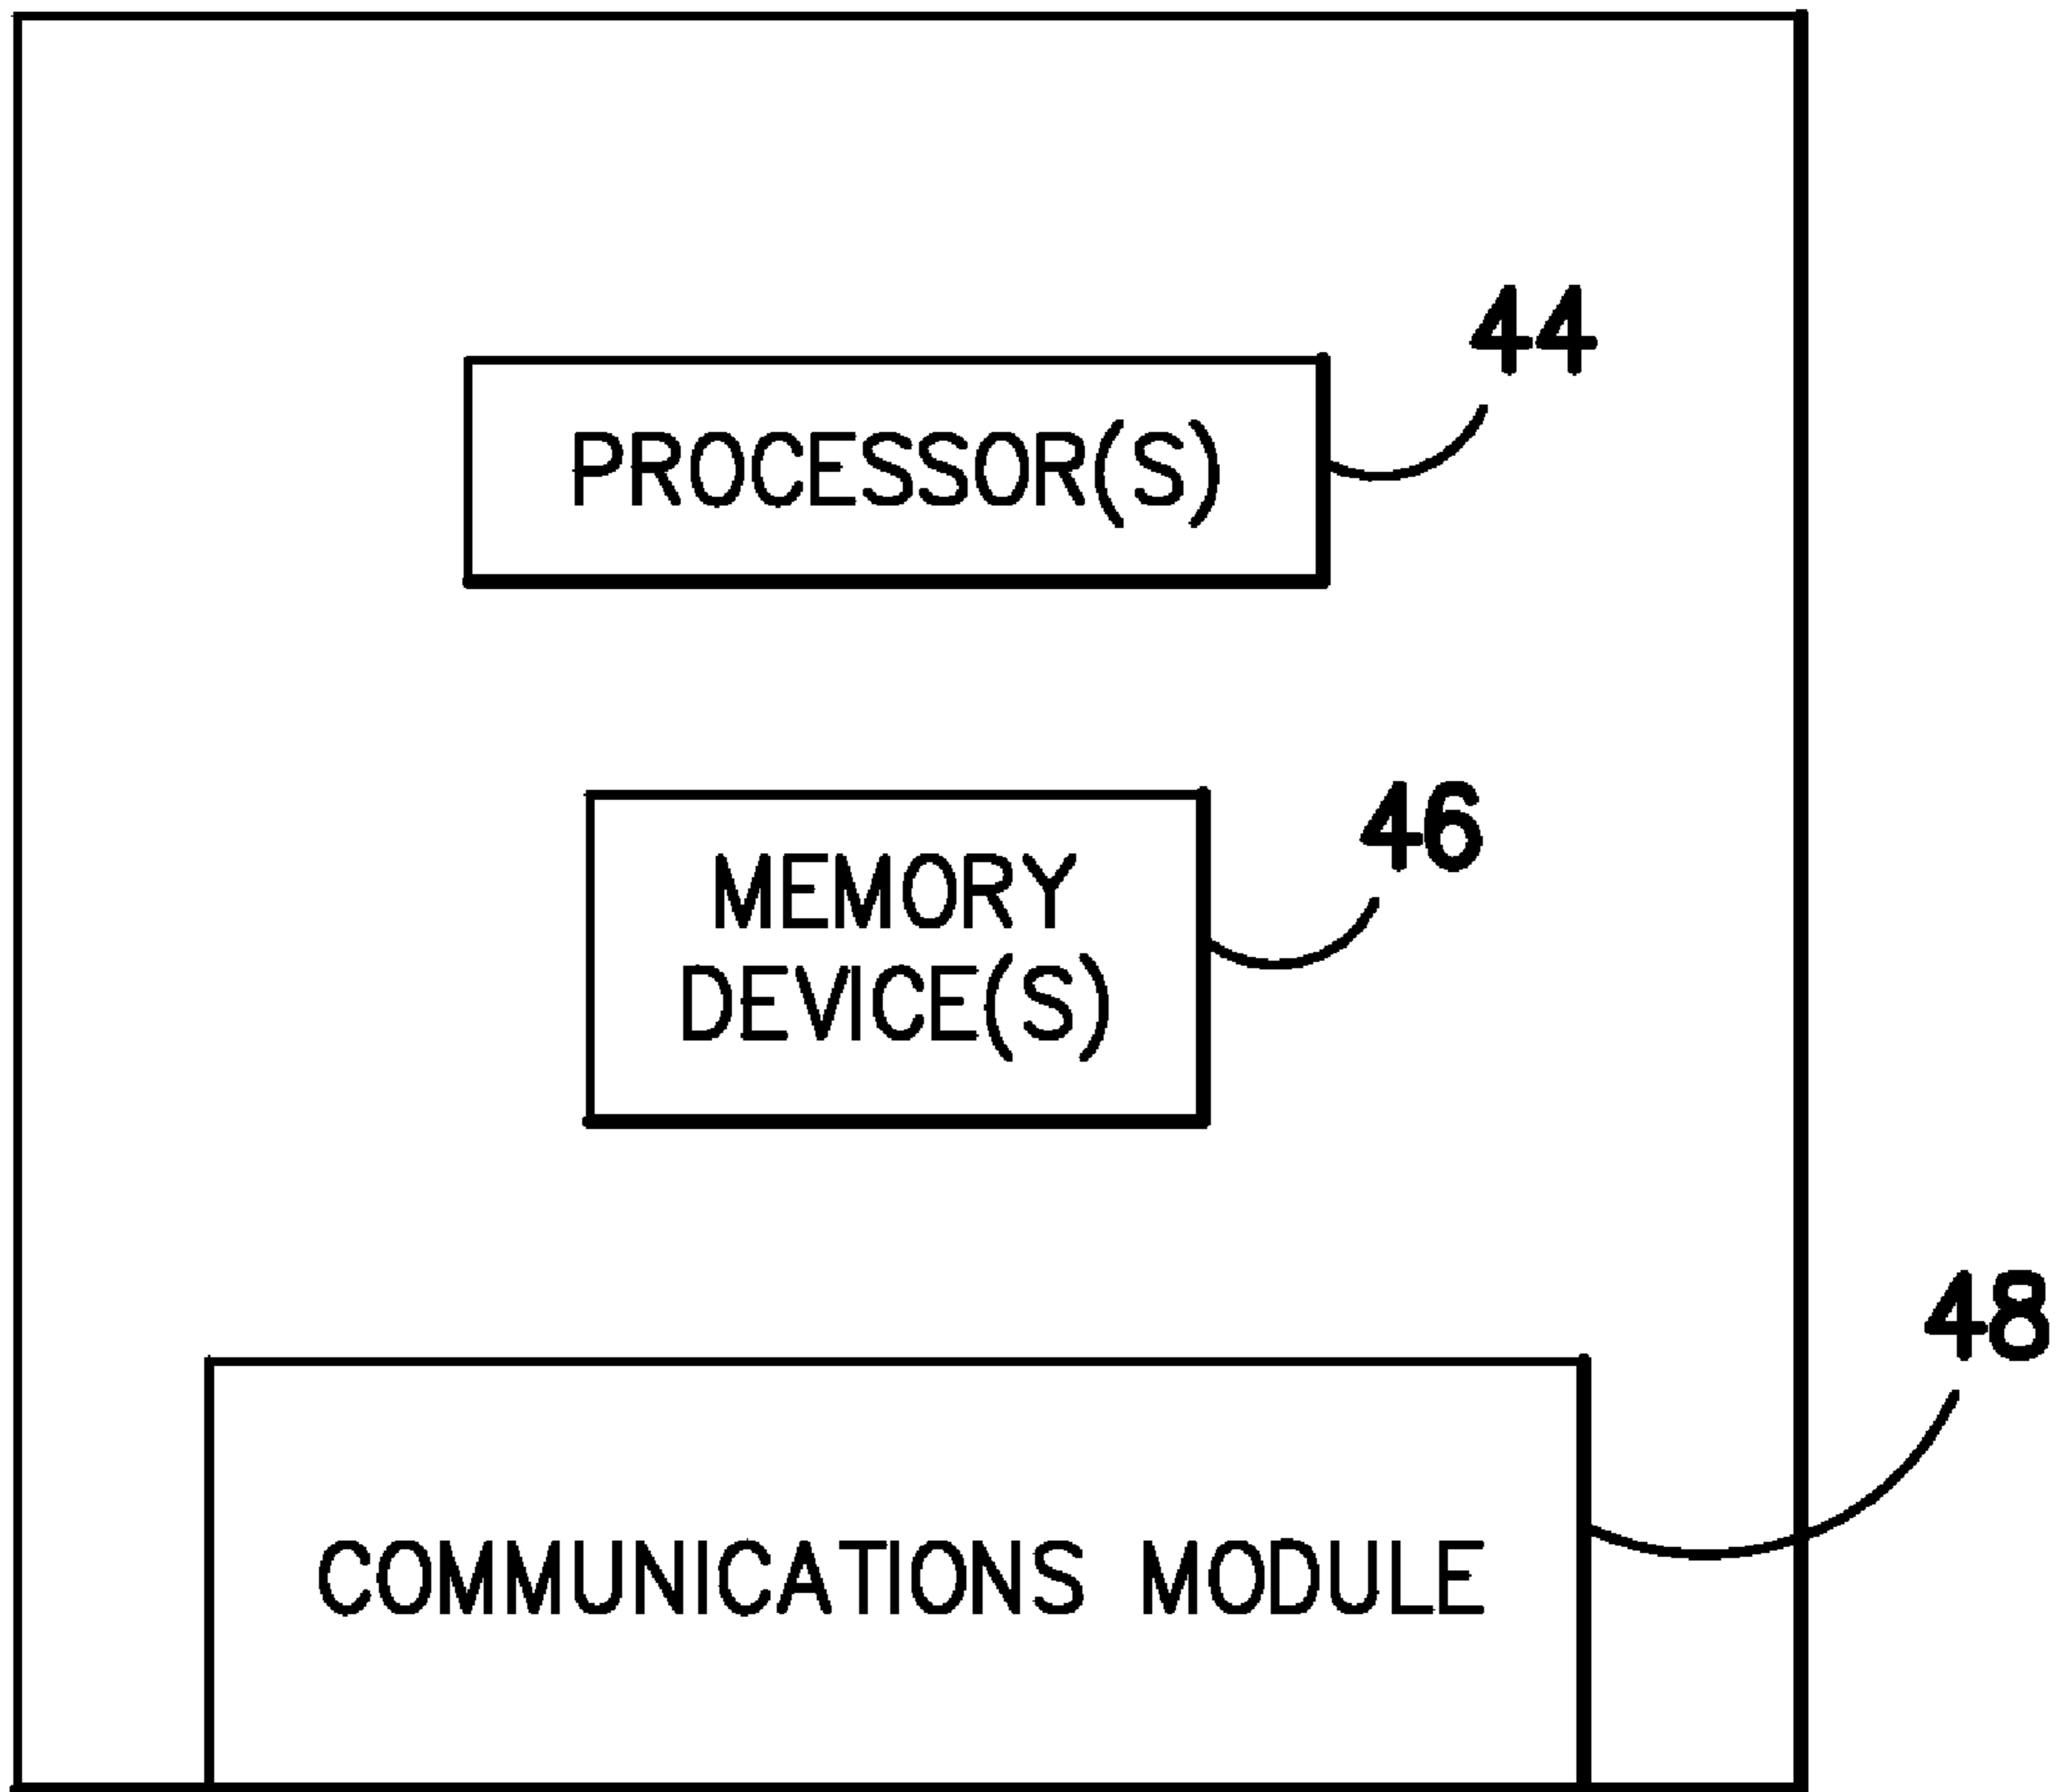 44
PROCESSOR(S)
46
MEMORY
DEVICE(S)
48
COMMUNICATIONS MODULE